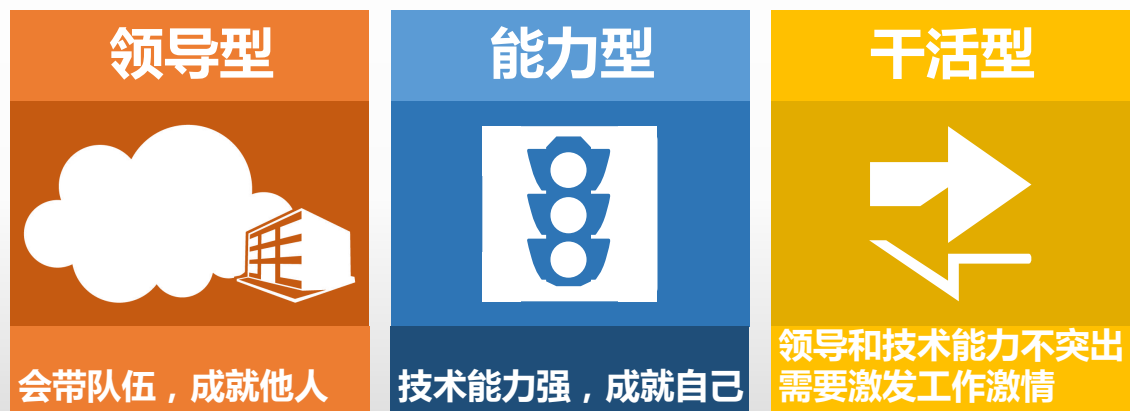 领导型
会带队伍，成就他人
能力型
技术能力强，成就自己
干活型
领导和技术能力不突出
需要激发工作激情